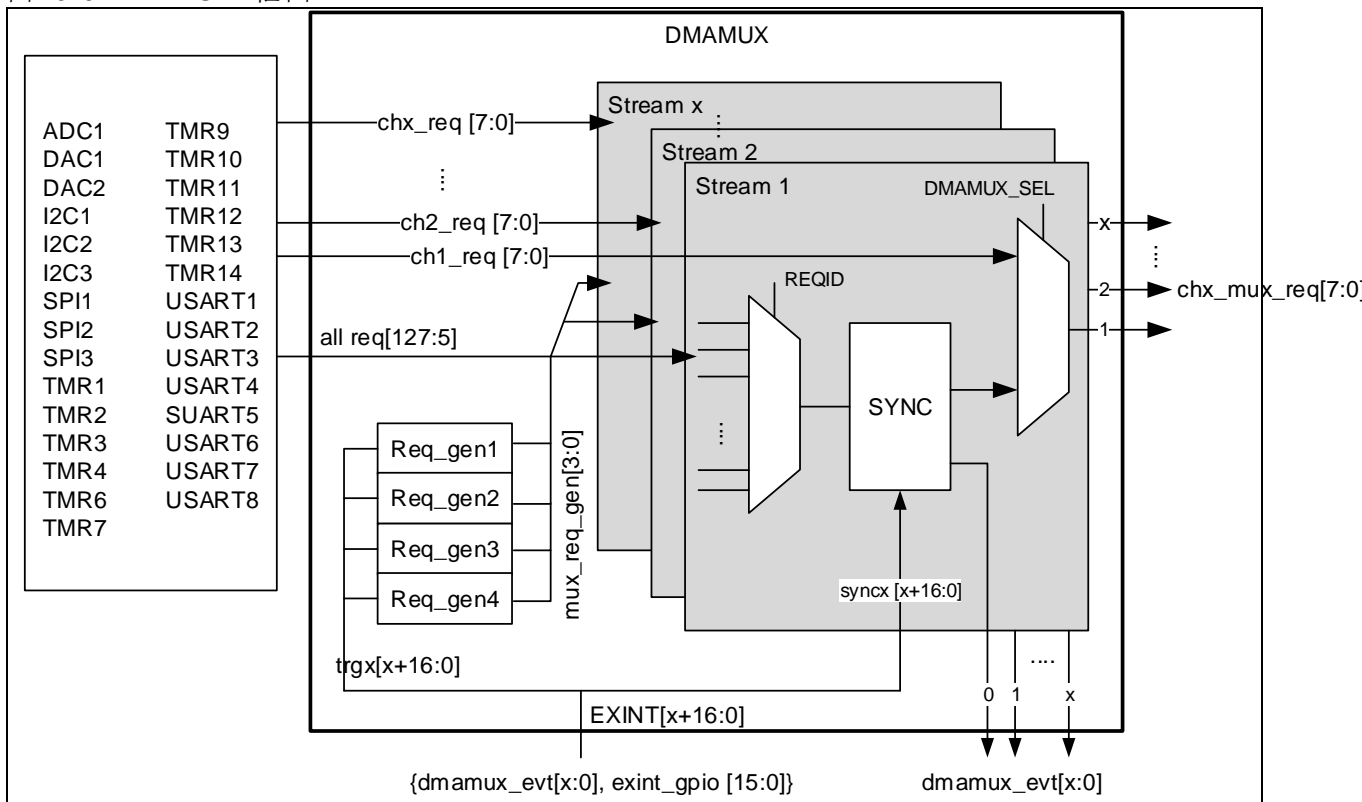 DMAMUX
ADC1 TMR9
DAC1 TMR10
DAC2 TMR11
I2C1 TMR12
I2C2 TMR13
I2C3 TMR14
SPI1 USART1
SPI2 USART2
SPI3 USART3
TMR1 USART4
TMR2 SUART5
TMR3 USART6
TMR4 USART7
TMR6 USART8
TMR7
chx_req [7:0]
ch2_req [7:0]
ch1_req [7:0]
all req[127:5]
Req_gen1
Req_gen2
Req_gen3
Req_gen4
mux_req_gen[3:0]
trgx[x+16:0]
EXINT[x+16:0]
{dmamux_evt[x:0], exint_gpio [15:0]}
Stream x
Stream 2
Stream 1
REQID
SYNC
syncx [x+16:0]
DMAMUX_SEL
x
2
1
chx_mux_req[7:0]
0 1 x
dmamux_evt[x:0]